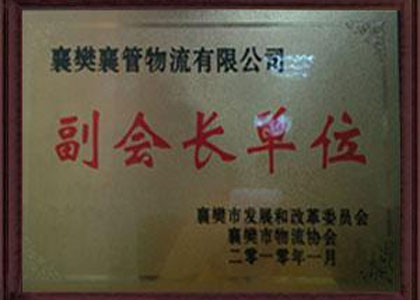 襄樊襄管物流有限公司
副会长单位
襄樊市发展和改革委员会
襄樊市物流协会
二零一零年一月